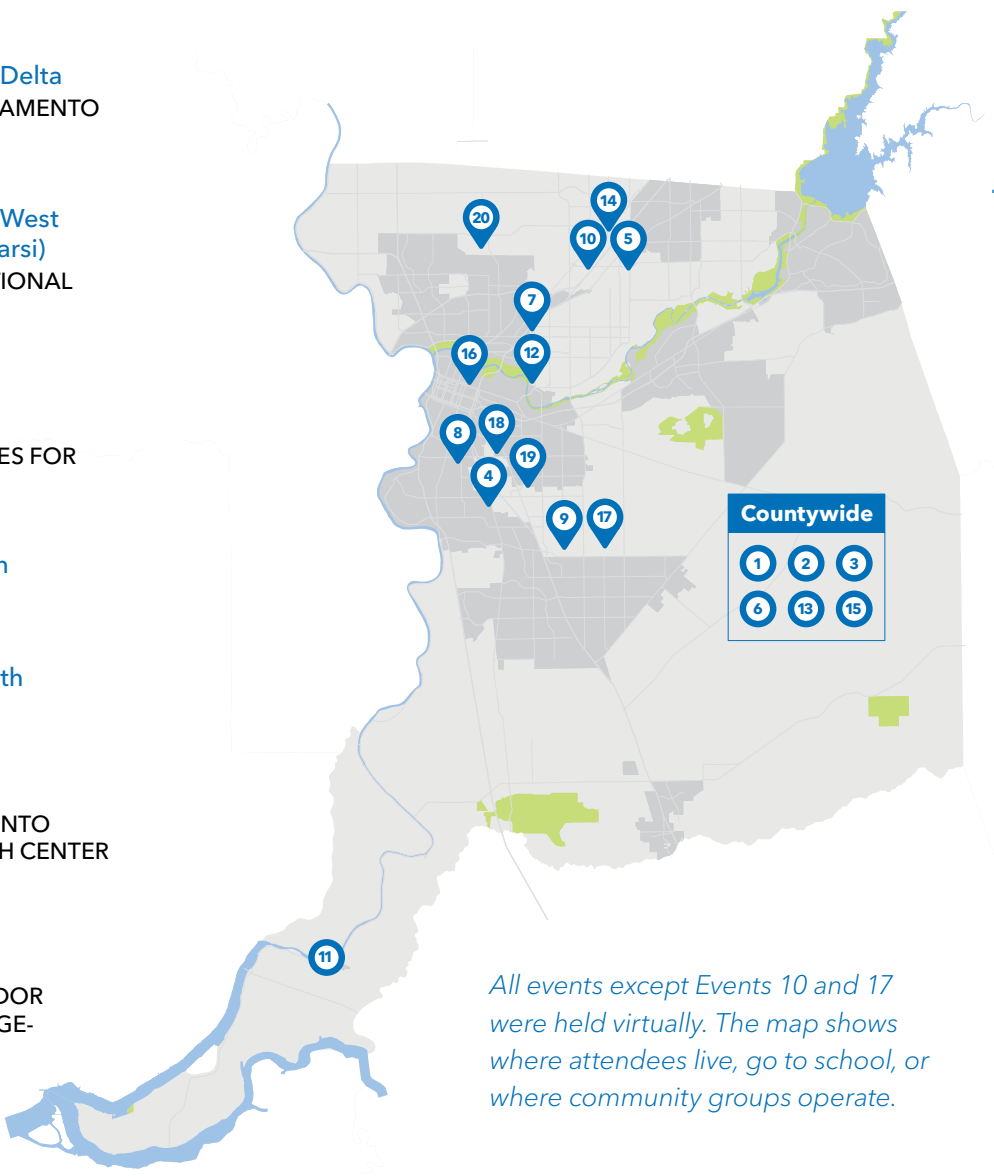 Delta
AMENTO
West
arsi)
TIONAL
ES FOR
n
th
NTO
H CENTER
DOOR
GE-
14
20
10
5
7
16
12
18
8
19
4
9
17
Countywide
1 2 3
6 13 15
11
All events except Events 10 and 17
were held virtually. The map shows
where attendees live, go to school, or
where community groups operate.